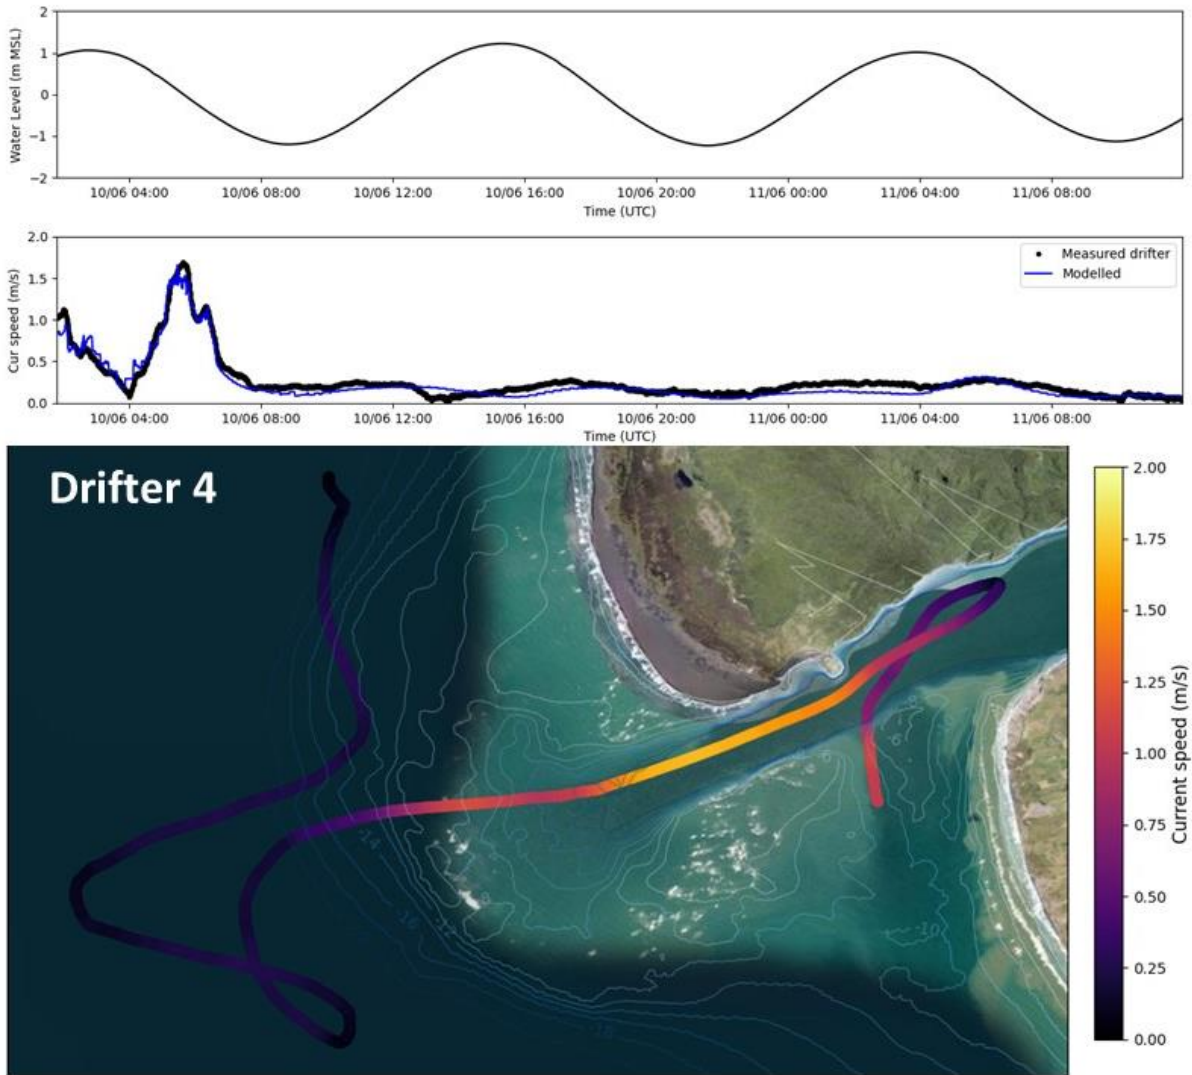 2
1
0
−1
−2
Water Level (m MSL)
10/06 04:00 10/06 08:00 10/06 12:00 10/06 16:00 10/06 20:00 11/06 00:00 11/06 04:00 11/06 08:00
Time (UTC)
2.0
1.5
1.0
0.5
0.0
Cur speed (m/s)
Measured drifter
Modelled
10/06 04:00 10/06 08:00 10/06 12:00 10/06 16:00 10/06 20:00 11/06 00:00 11/06 04:00 11/06 08:00
Time (UTC)
Drifter 4
2.00
1.75
1.50
1.25
1.00
0.75
0.50
0.25
0.00
Current speed (m/s)
-14
-10